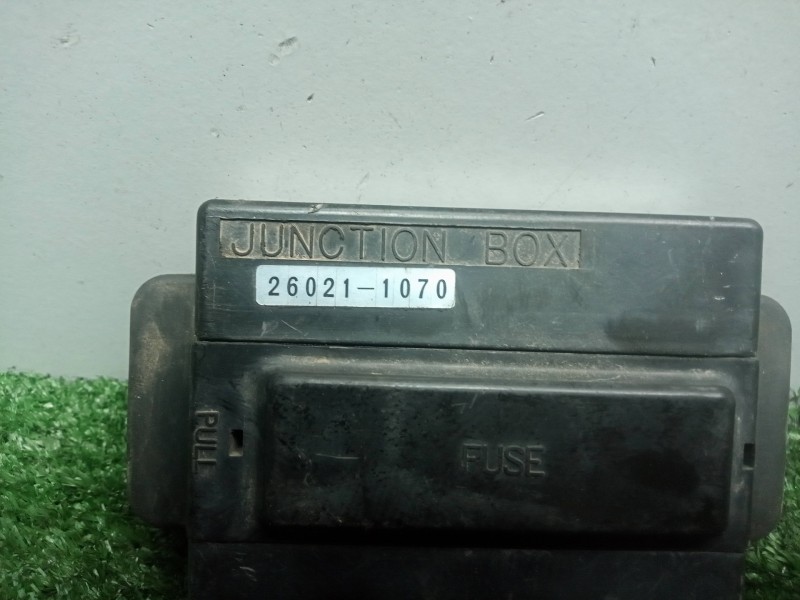 JUNCTION BOX
26021-1070
PULL
FUSE